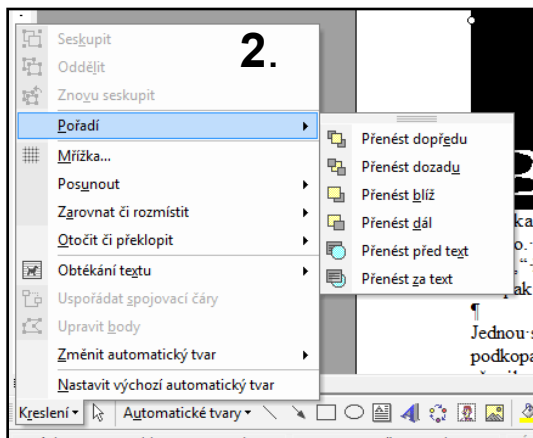 Seskupit
2.
Oddělit
Znovu seskupit
Pořadí
Mřížka...
Posunout
Zarovnat či rozmístit
Otočit či překlopit
Obtékání textu
Uspořádat spojovací čáry
Upravit body
Změnit automatický tvar
Nastavit výchozí automatický tvar
Přenést dopředu
Přenést dozadu
Přenést blíž
Přenést dál
Přenést před text
Přenést za text
ka
o.
„“
pak
¶
Jednou·s
podkopa
Kreslení
Automatické tvary